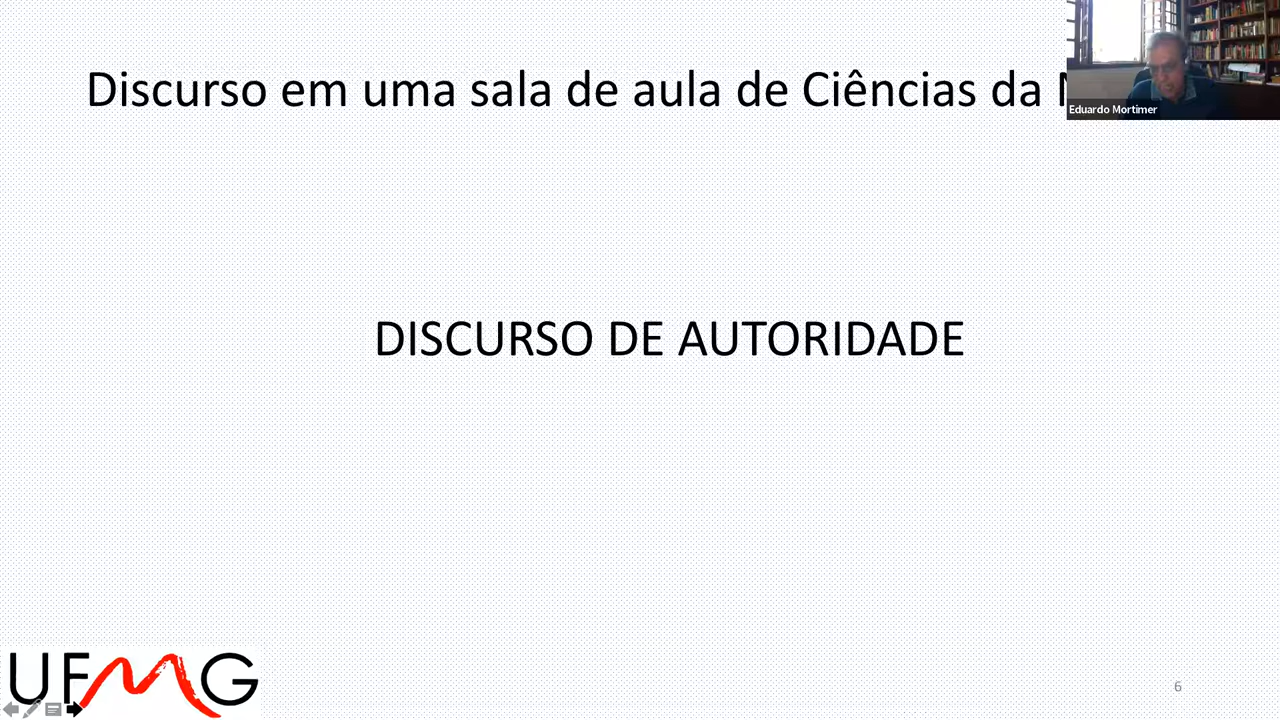 Discurso em uma sala de aula de Ciências da
Eduardo Mortimer
DISCURSO DE AUTORIDADE
UFMG
6